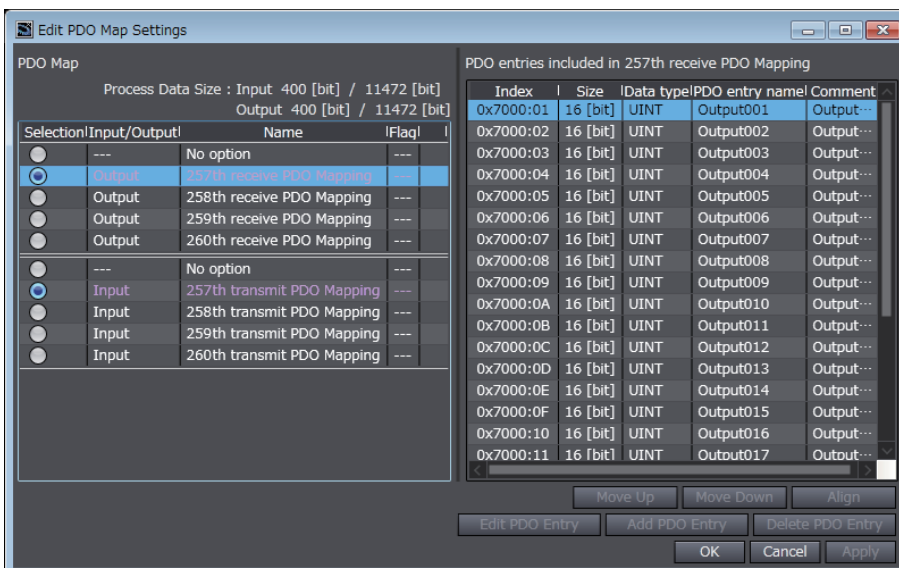 Edit PDO Map Settings
PDO Map
Process Data Size : Input 400 [bit] / 11472 [bit]
Output 400 [bit] / 11472 [bit]
Selection Input/Output Name Flag
--- No option ---
Output 257th receive PDO Mapping ---
Output 258th receive PDO Mapping ---
Output 259th receive PDO Mapping ---
Output 260th receive PDO Mapping ---
--- No option ---
Input 257th transmit PDO Mapping ---
Input 258th transmit PDO Mapping ---
Input 259th transmit PDO Mapping ---
Input 260th transmit PDO Mapping ---
PDO entries included in 257th receive PDO Mapping
Index Size Data type PDO entry name Comment
0x7000:01 16 [bit] UINT Output001 Output···
0x7000:02 16 [bit] UINT Output002 Output···
0x7000:03 16 [bit] UINT Output003 Output···
0x7000:04 16 [bit] UINT Output004 Output···
0x7000:05 16 [bit] UINT Output005 Output···
0x7000:06 16 [bit] UINT Output006 Output···
0x7000:07 16 [bit] UINT Output007 Output···
0x7000:08 16 [bit] UINT Output008 Output···
0x7000:09 16 [bit] UINT Output009 Output···
0x7000:0A 16 [bit] UINT Output010 Output···
0x7000:0B 16 [bit] UINT Output011 Output···
0x7000:0C 16 [bit] UINT Output012 Output···
0x7000:0D 16 [bit] UINT Output013 Output···
0x7000:0E 16 [bit] UINT Output014 Output···
0x7000:0F 16 [bit] UINT Output015 Output···
0x7000:10 16 [bit] UINT Output016 Output···
0x7000:11 16 [bit] UINT Output017 Output···
Move Up Move Down Align
Edit PDO Entry Add PDO Entry Delete PDO Entry
OK Cancel Apply